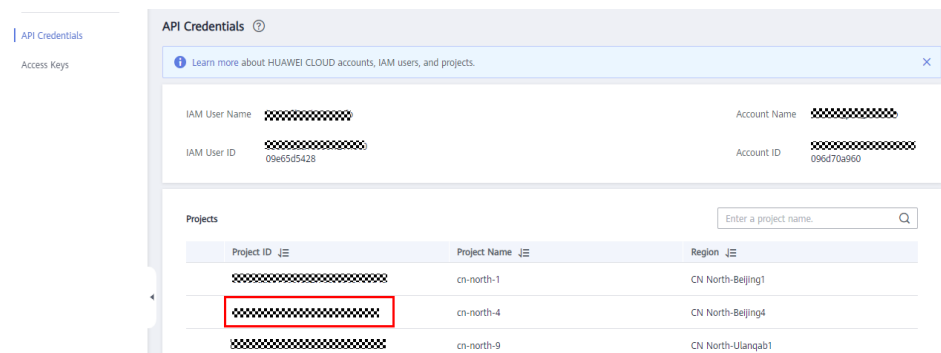 API Credentials
Access Keys
API Credentials ?
Learn more about HUAWEI CLOUD accounts, IAM users, and projects.
IAM User Name
Account Name
IAM User ID
09e65d5428
Account ID
096d70a960
Projects
Enter a project name.
Project ID Project Name Region
cn-north-1 CN North-Beijing1
cn-north-4 CN North-Beijing4
cn-north-9 CN North-Ulanqab1